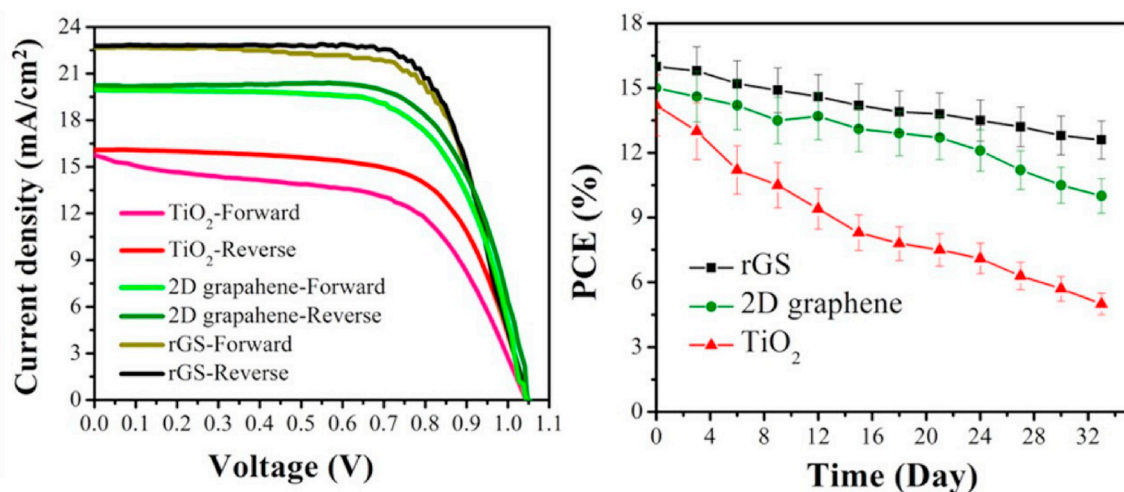 24
21
18
15
12
9
6
3
0
Current density (mA/cm²)
TiO₂-Forward
TiO₂-Reverse
2D grapahene-Forward
2D grapahene-Reverse
rGS-Forward
rGS-Reverse
0.0 0.1 0.2 0.3 0.4 0.5 0.6 0.7 0.8 0.9 1.0 1.1
Voltage (V)
18
15
12
9
6
3
0
PCE (%)
rGS
2D graphene
TiO₂
0 4 8 12 16 20 24 28 32
Time (Day)